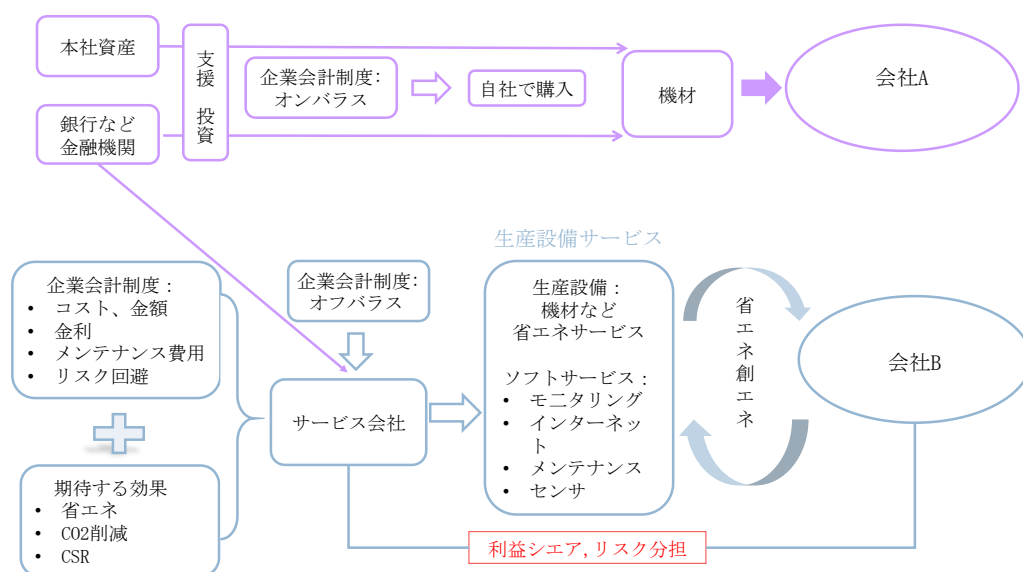 本社資産
支援 投資
企業会計制度:
オンバラス
自社で購入
機材
会社A
銀行など
金融機関
生産設備サービス
企業会計制度:
• コスト、金額
• 金利
• メンテナンス費用
• リスク回避
企業会計制度:
オフバラス
生産設備:
機材など
省エネサービス
ソフトサービス:
• モニタリング
• インターネッ
ト
• メンテナンス
• センサ
省エネ創エネ
会社B
サービス会社
期待する効果
• 省エネ
• CO2削減
• CSR
利益シエア,リスク分担